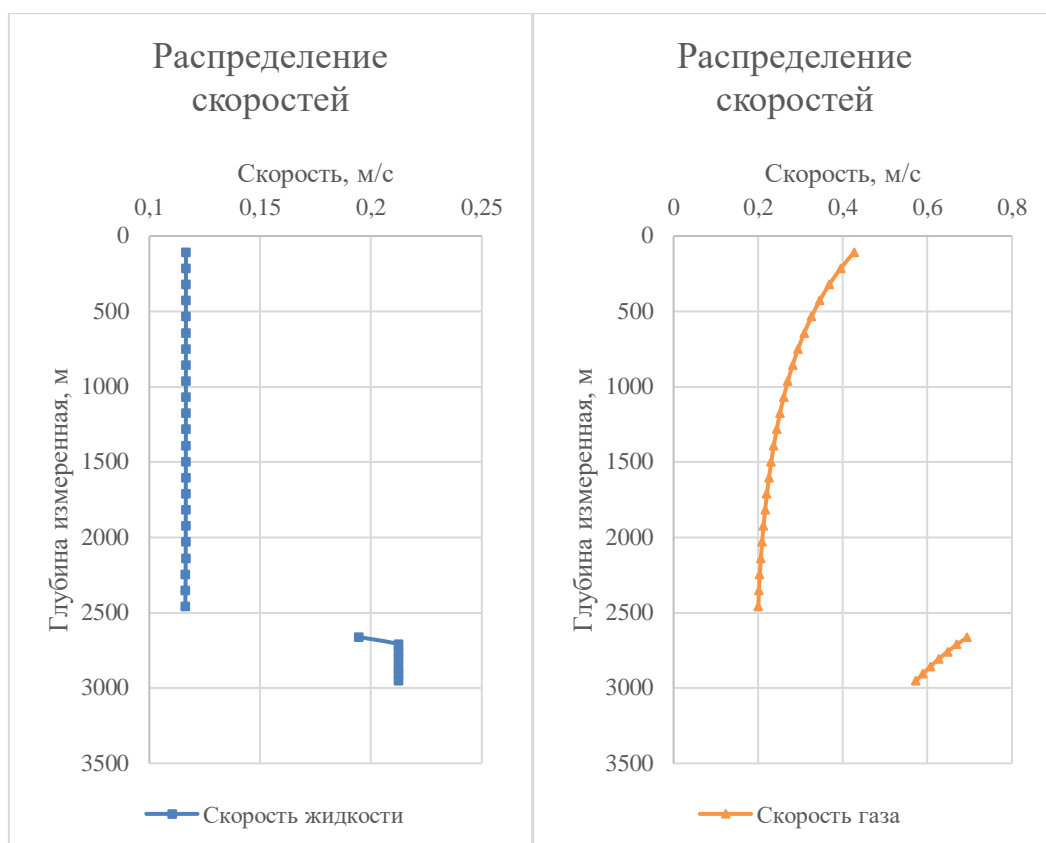 Распределение
скоростей
Скорость, м/с
0,1 0,15 0,2 0,25
0
500
1000
1500
2000
2500
3000
3500
Глубина измеренная, м
Скорость жидкости
Распределение
скоростей
Скорость, м/с
0 0,2 0,4 0,6 0,8
0
500
1000
1500
2000
2500
3000
3500
Глубина измеренная, м
Скорость газа